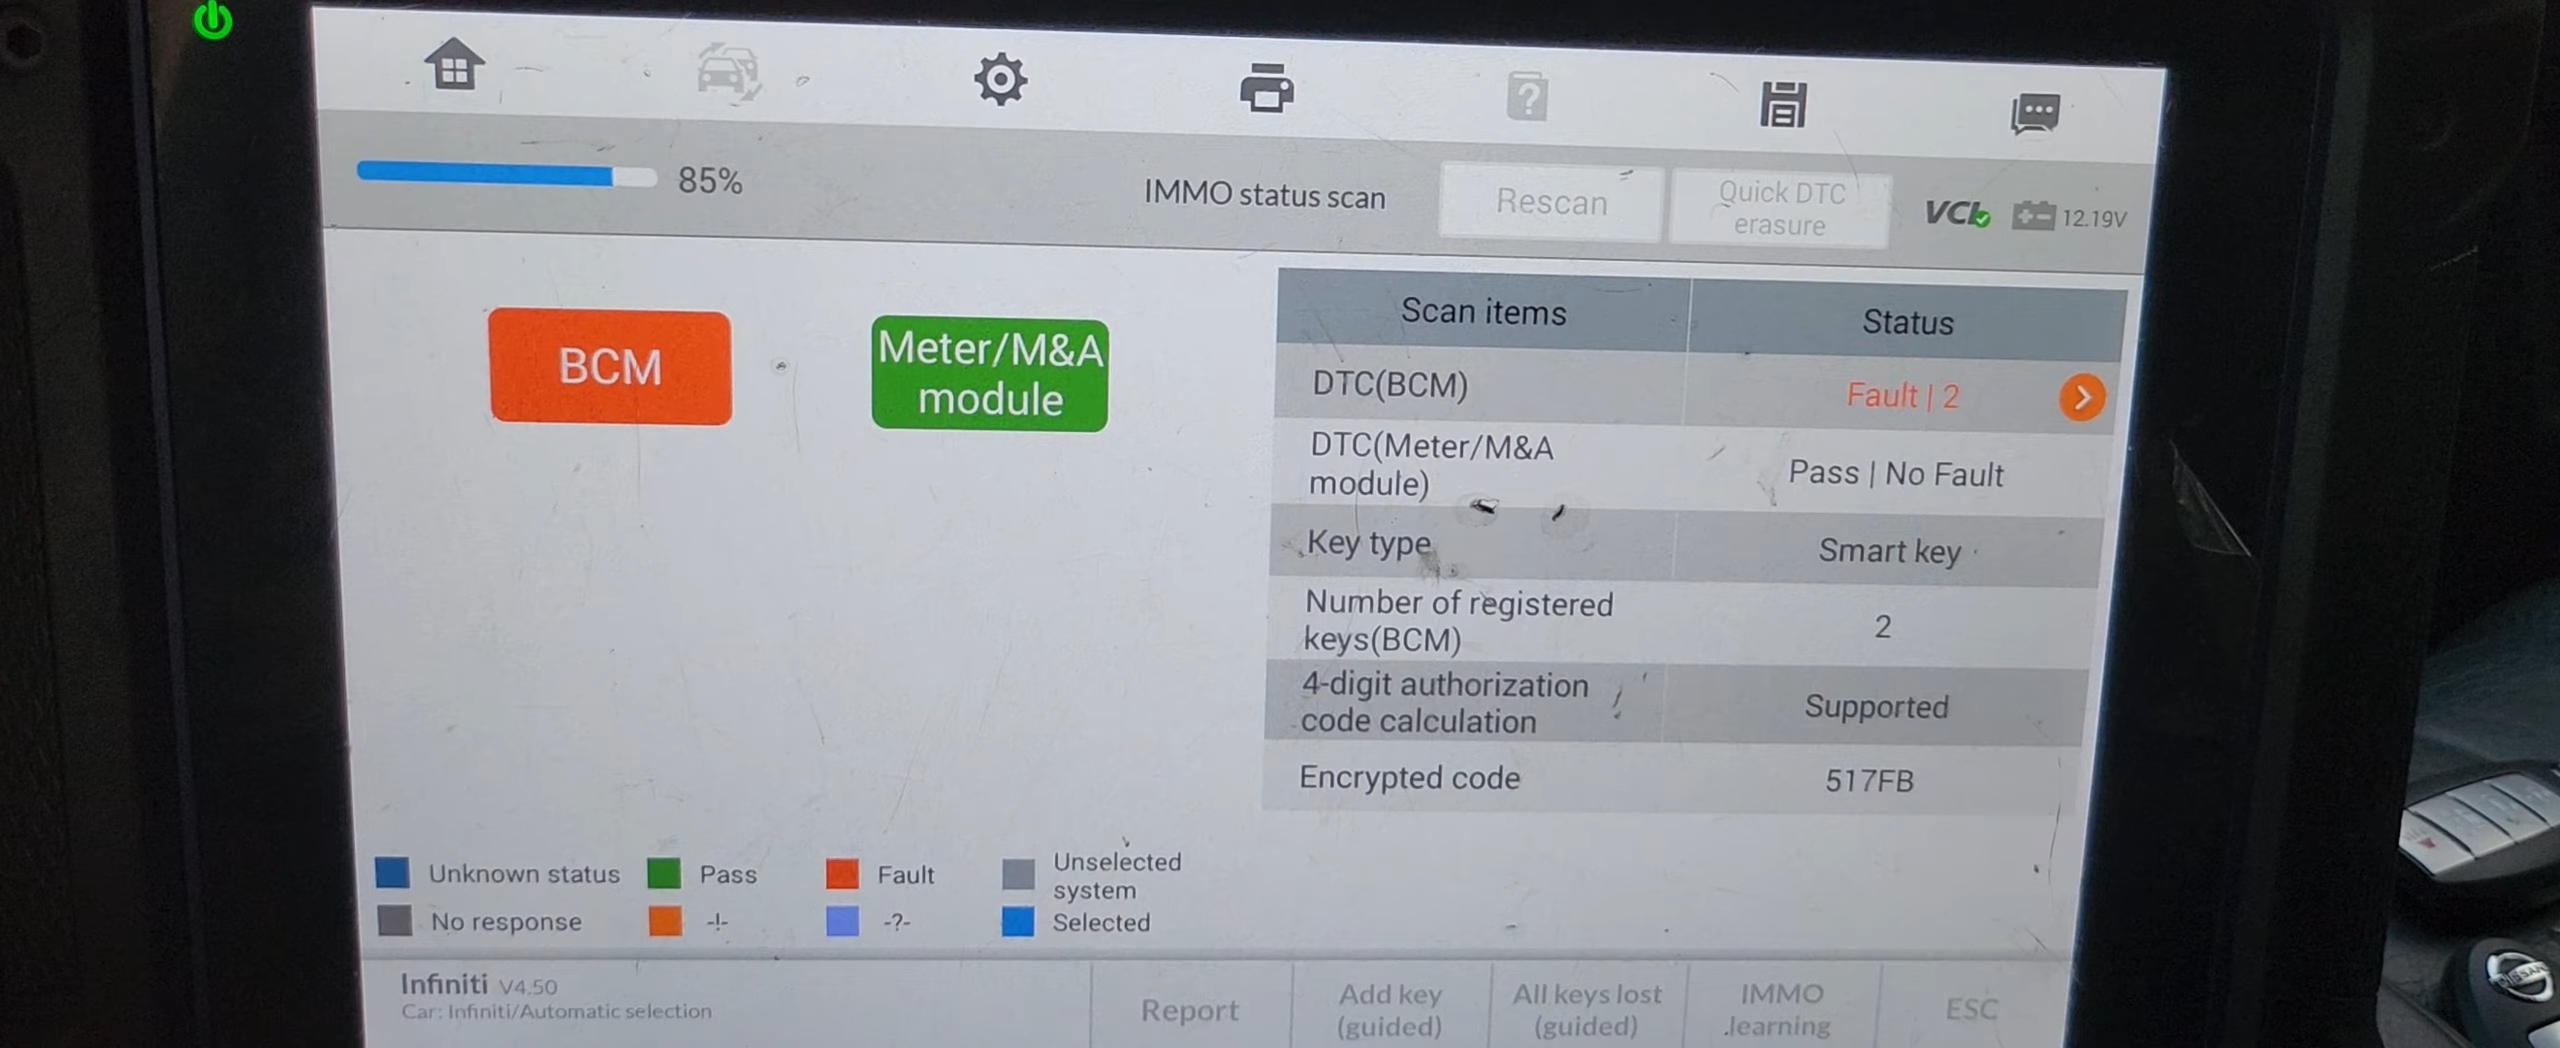 85%
IMMO status scan
Rescan
Quick DTC
erasure
VCI
12.19V
BCM
Meter/M&A
module
Scan items
Status
DTC(BCM)
Fault | 2
DTC(Meter/M&A
module)
Pass | No Fault
Key type
Smart key
Number of registered
keys(BCM)
2
4-digit authorization
code calculation
Supported
Encrypted code
517FB
Unknown status
Pass
Fault
Unselected
system
No response
-!-
-?-
Selected
Infiniti V4.50
Car: Infiniti/Automatic selection
Report
Add key
(guided)
All keys lost
(guided)
IMMO
learning
ESC
NISSAN